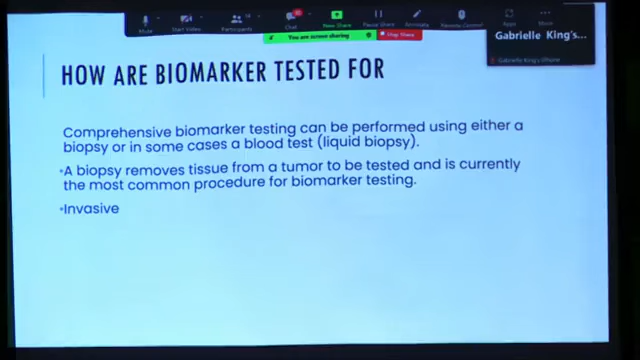 Mute
Start Video
Participants
Chat
New Share
Pause Share
Annotate
Remote Control
Apps
More
You are screen sharing
Stop Share
Gabrielle King's...
Gabrielle King's iPhone
HOW ARE BIOMARKER TESTED FOR
Comprehensive biomarker testing can be performed using either a
biopsy or in some cases a blood test (liquid biopsy).
•A biopsy removes tissue from a tumor to be tested and is currently
the most common procedure for biomarker testing.
•Invasive